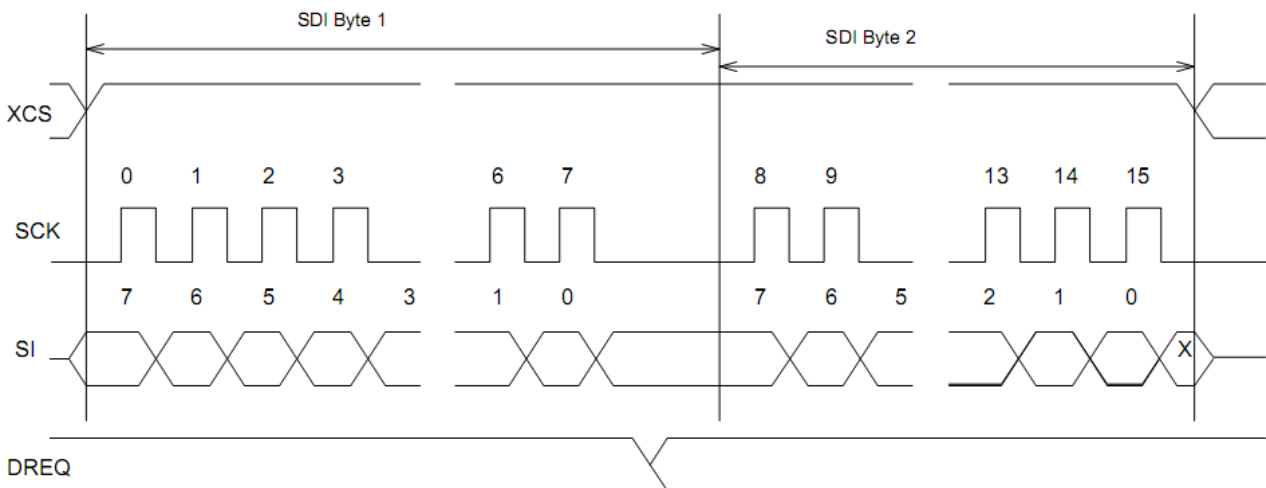 SDI Byte 1
SDI Byte 2
XCS
0 1 2 3 6 7 8 9 13 14 15
SCK
7 6 5 4 3 1 0 7 6 5 2 1 0
SI
X
DREQ